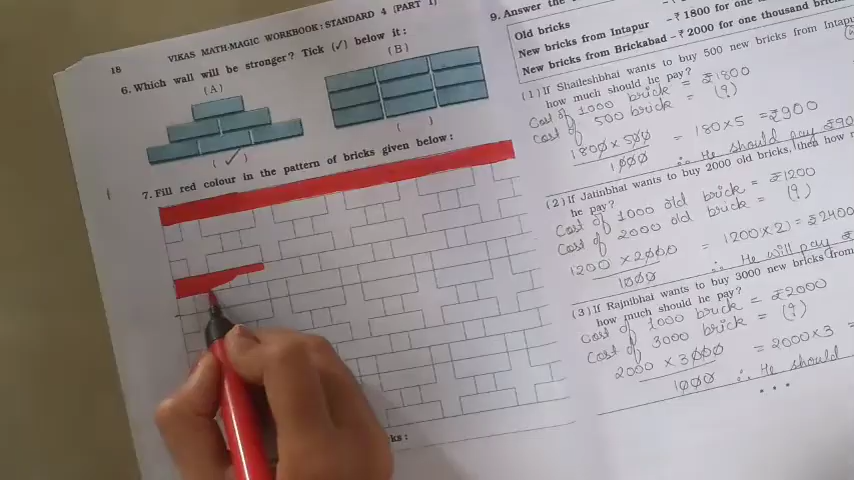 18
VIKAS MATH-MAGIC WORKBOOK : STANDARD 4 (PART 1)
6. Which wall will be stronger? Tick (✓) below it :
(A)
(B)
( ✓ )
( )
7. Fill red colour in the pattern of bricks given below :
ks :
9. Answer the
Old bricks
New bricks from Intapur - ₹ 1800 for one
New bricks from Brickabad - ₹ 2000 for one thousand
(1) If Shaileshbhai wants to buy 500 new bricks from Intapu
how much should he pay?
Cost of 1000 brick = ₹1800
Cost of 500 brick = (?)
1800 × 500
1000
= 180 × 5 = ₹900
∴ He should pay ₹90
(2) If Jatinbhai wants to buy 2000 old bricks, then how
he pay?
Cost of 1000 old brick = ₹1200
Cost of 2000 old brick = (?)
1200 × 2000
1000
= 1200 × 2 = ₹2400
∴ He will pay ₹
(3) If Rajnibhai wants to buy 3000 new bricks from
how much should he pay?
Cost of 1000 brick = ₹2000
Cost of 3000 brick = (?)
2000 × 3000
1000
= 2000 × 3 =
∴ He should
• • •